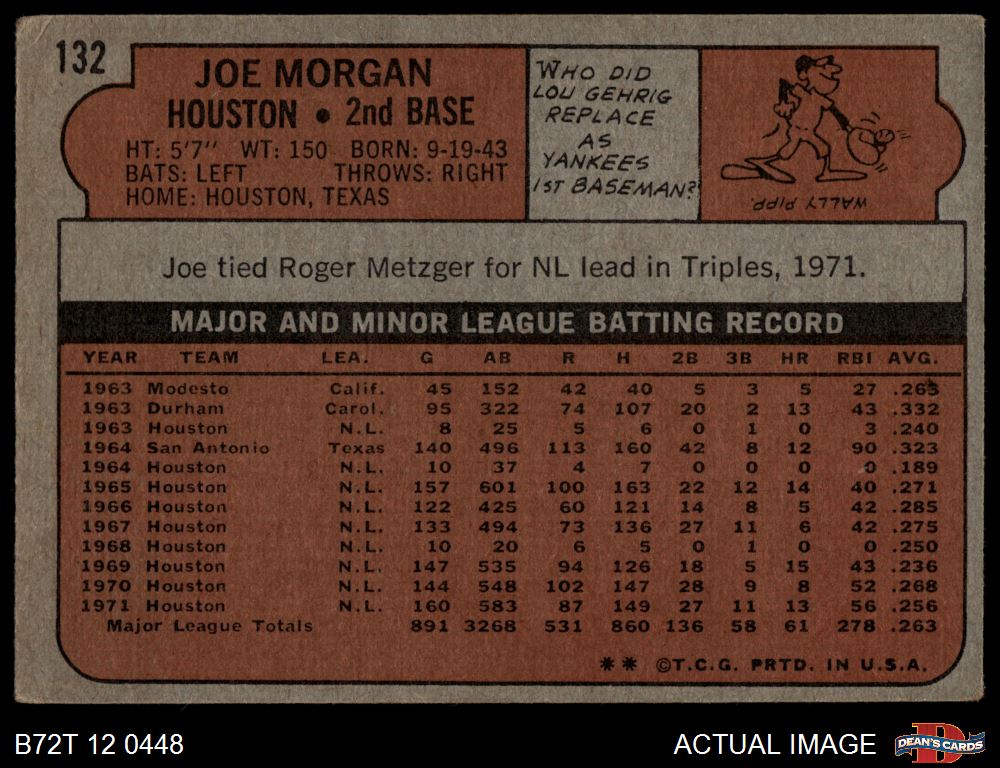 132
JOE MORGAN
HOUSTON • 2nd BASE
HT: 5'7" WT: 150 BORN: 9-19-43
BATS: LEFT THROWS: RIGHT
HOME: HOUSTON, TEXAS
WHO DID
LOU GEHRIG
REPLACE
AS
YANKEES
1ST BASEMAN?
WALLY PIPP
Joe tied Roger Metzger for NL lead in Triples, 1971.
MAJOR AND MINOR LEAGUE BATTING RECORD
YEAR TEAM LEA. G AB R H 2B 3B HR RBI AVG.
1963 Modesto Calif. 45 152 42 40 5 3 5 27 .263
1963 Durham Carol. 95 322 74 107 20 2 13 43 .332
1963 Houston N.L. 8 25 5 6 0 1 0 3 .240
1964 San Antonio Texas 140 496 113 160 42 8 12 90 .323
1964 Houston N.L. 10 37 4 7 0 0 0 0 .189
1965 Houston N.L. 157 601 100 163 22 12 14 40 .271
1966 Houston N.L. 122 425 60 121 14 8 5 42 .285
1967 Houston N.L. 133 494 73 136 27 11 6 42 .275
1968 Houston N.L. 10 20 6 5 0 1 0 0 .250
1969 Houston N.L. 147 535 94 126 18 5 15 43 .236
1970 Houston N.L. 144 548 102 147 28 9 8 52 .268
1971 Houston N.L. 160 583 87 149 27 11 13 56 .256
Major League Totals 891 3268 531 860 136 58 61 278 .263
** ©T.C.G. PRTD. IN U.S.A.
B72T 12 0448
ACTUAL IMAGE
D
DEAN'S CARDS